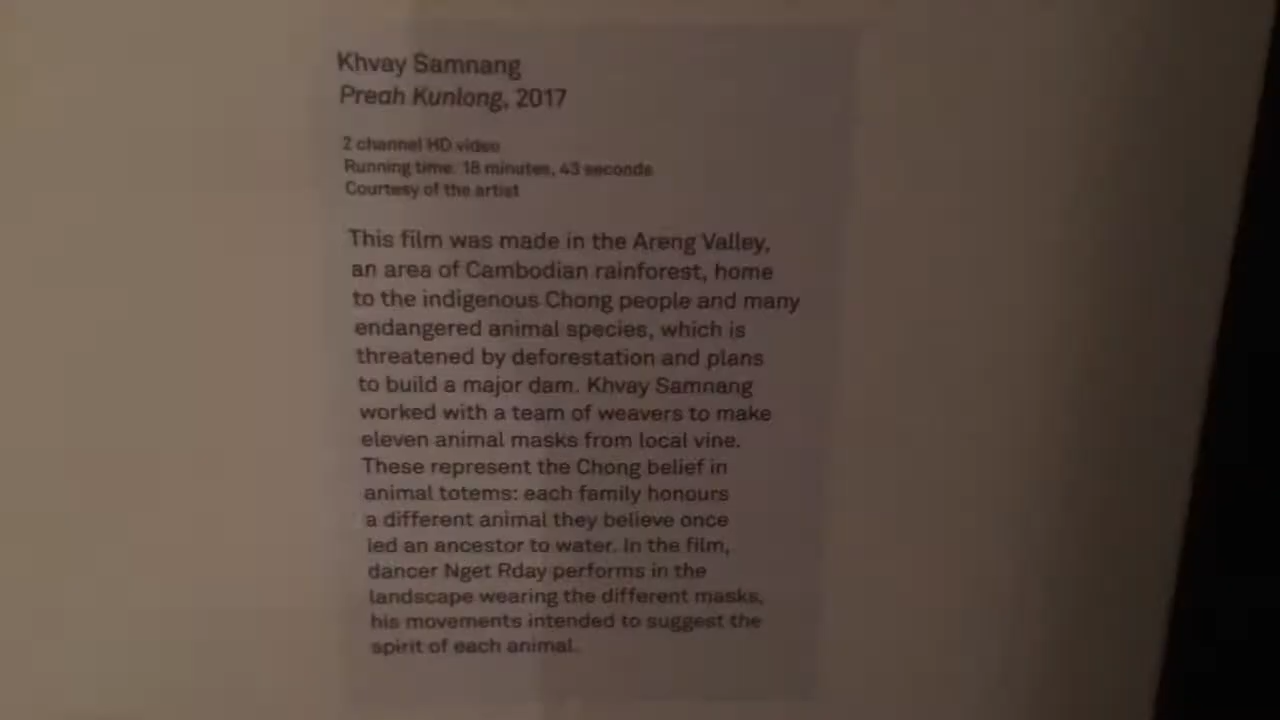 Khvay Samnang
Preah Kunlong, 2017
2 channel HD video
Running time: 18 minutes, 43 seconds
Courtesy of the artist
This film was made in the Areng Valley,
an area of Cambodian rainforest, home
to the indigenous Chong people and many
endangered animal species, which is
threatened by deforestation and plans
to build a major dam. Khvay Samnang
worked with a team of weavers to make
eleven animal masks from local vine.
These represent the Chong belief in
animal totems: each family honours
a different animal they believe once
led an ancestor to water. In the film,
dancer Nget Rday performs in the
landscape wearing the different masks,
his movements intended to suggest the
spirit of each animal.